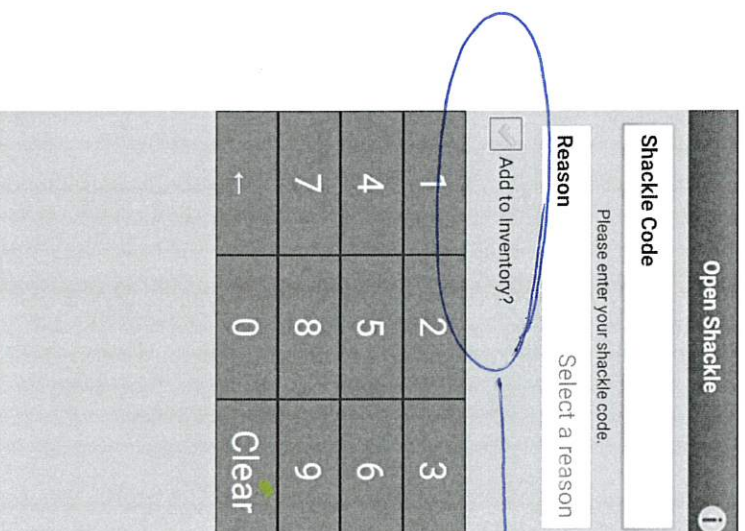 Open Shackle
Shackle Code
Please enter your shackle code.
Reason Select a reason
Add to Inventory?
1 2 3
4 5 6
7 8 9
← 0 Clear